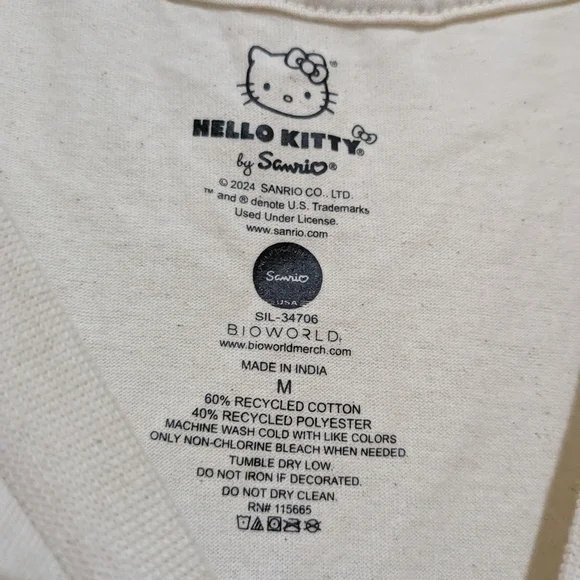 ™
HELLO KITTY®
by Sanrio®
© 2024 SANRIO CO., LTD.
™ and ® denote U.S. Trademarks
Used Under License.
www.sanrio.com
Sanrio
USA
SIL-34706
BIOWORLD
www.bioworldmerch.com
MADE IN INDIA
M
60% RECYCLED COTTON
40% RECYCLED POLYESTER
MACHINE WASH COLD WITH LIKE COLORS
ONLY NON-CHLORINE BLEACH WHEN NEEDED.
TUMBLE DRY LOW.
DO NOT IRON IF DECORATED.
DO NOT DRY CLEAN.
RN# 115665